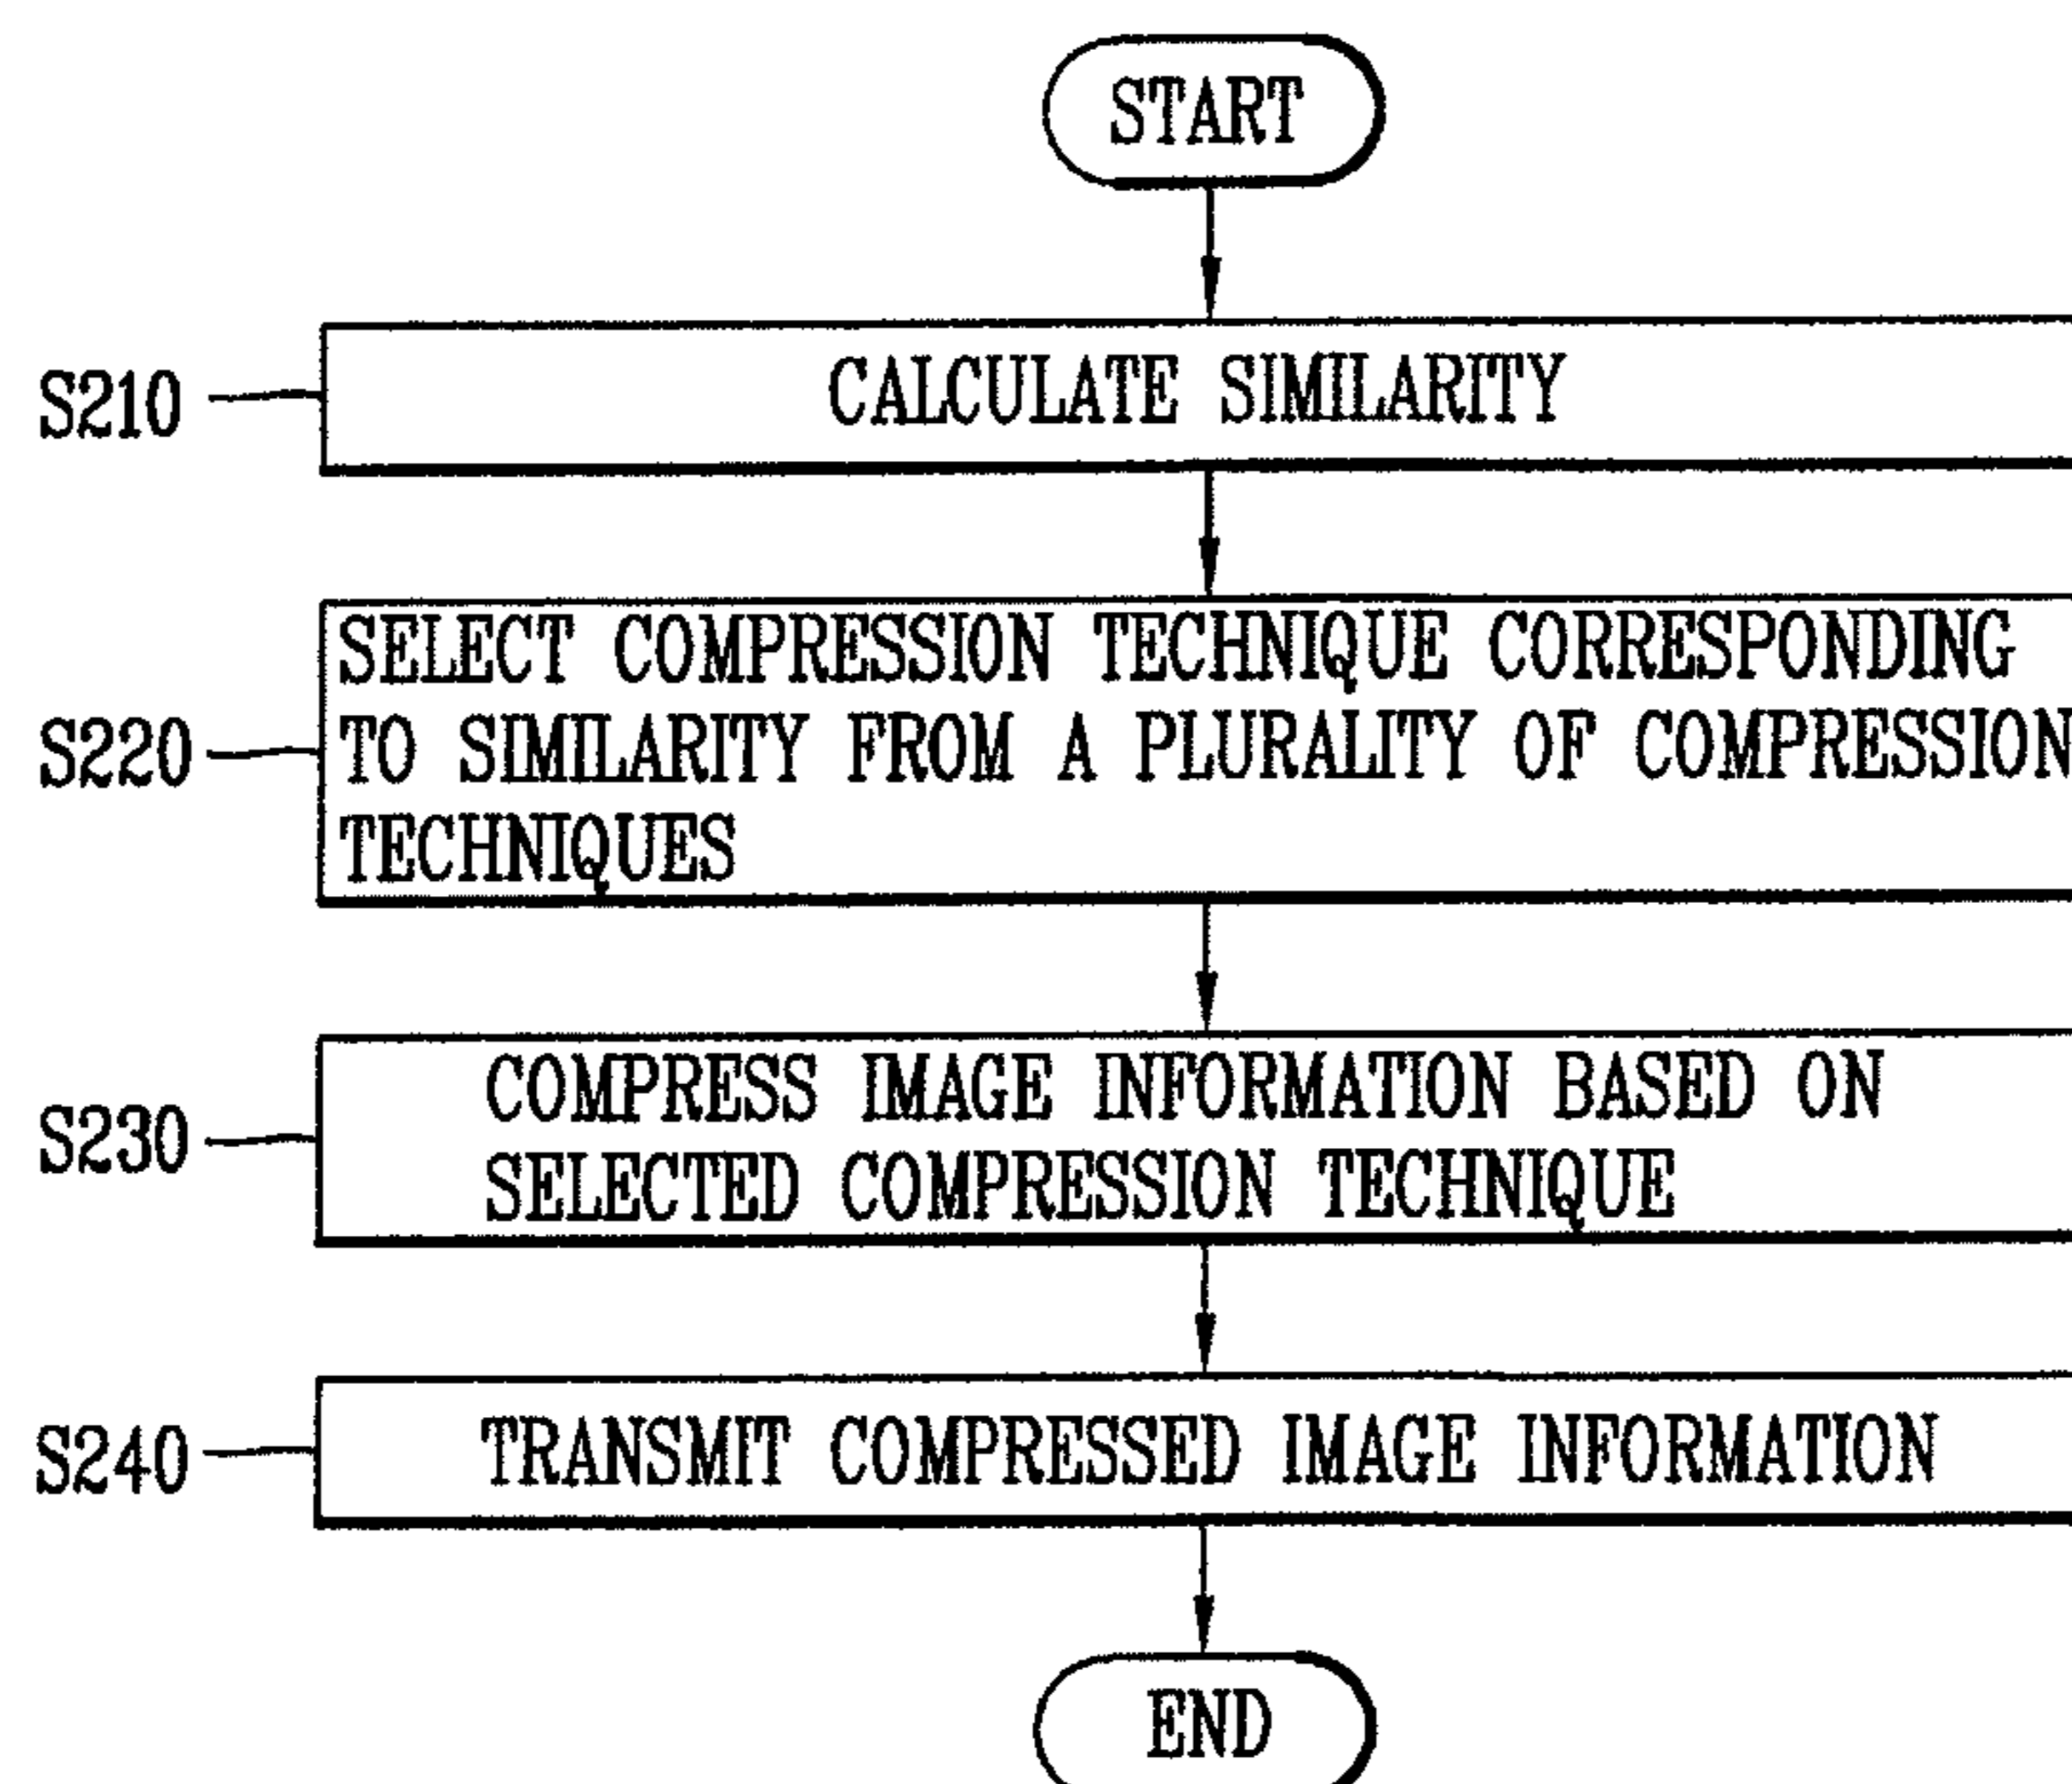 START
S210
CALCULATE SIMILARITY
S220
SELECT COMPRESSION TECHNIQUE CORRESPONDING
TO SIMILARITY FROM A PLURALITY OF COMPRESSION
TECHNIQUES
S230
COMPRESS IMAGE INFORMATION BASED ON
SELECTED COMPRESSION TECHNIQUE
S240
TRANSMIT COMPRESSED IMAGE INFORMATION
END